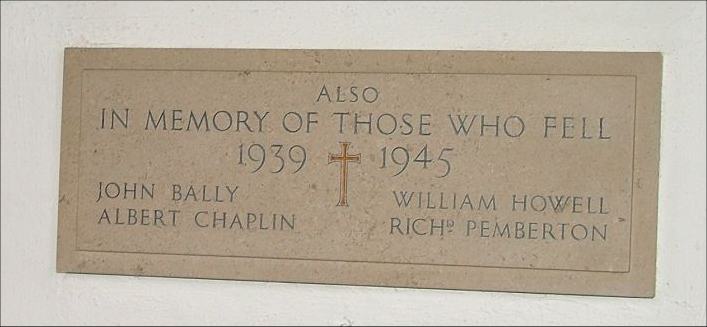 ALSO
IN MEMORY OF THOSE WHO FELL
1939 1945
JOHN BALLY WILLIAM HOWELL
ALBERT CHAPLIN RICHᴰ PEMBERTON